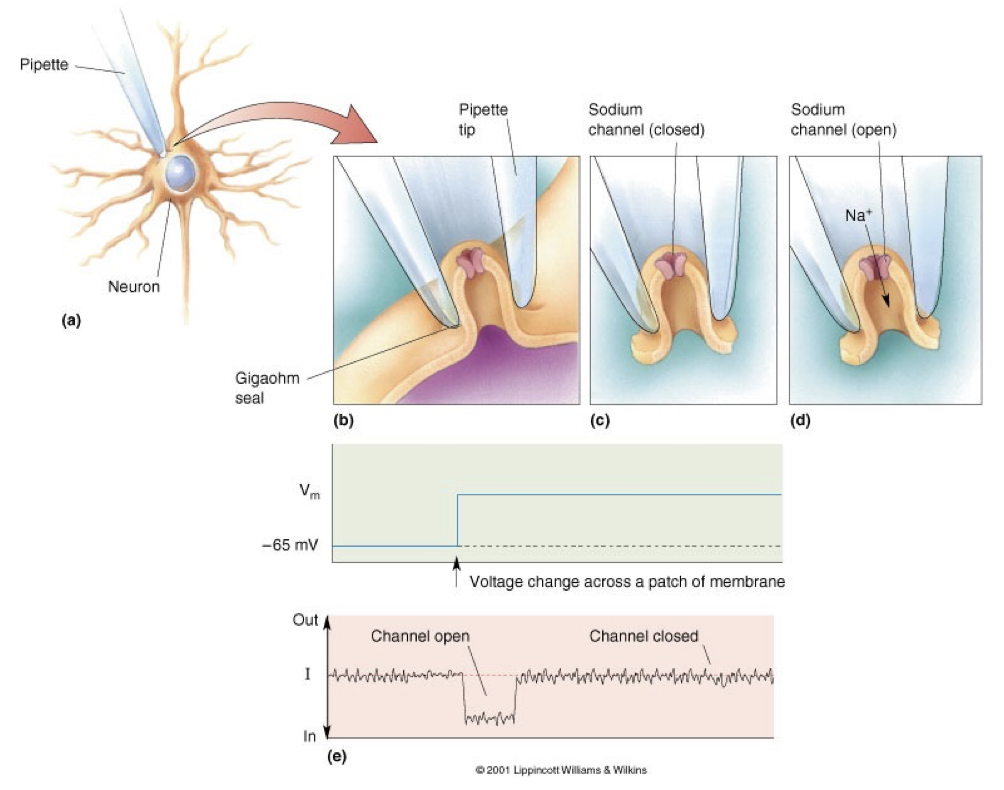 Pipette
Neuron
(a)
Pipette
tip
Gigaohm
seal
(b)
Sodium
channel (closed)
(c)
Sodium
channel (open)
Na⁺
(d)
Vₘ
−65 mV
Voltage change across a patch of membrane
Out
Channel open
Channel closed
I
In
(e)
© 2001 Lippincott Williams & Wilkins